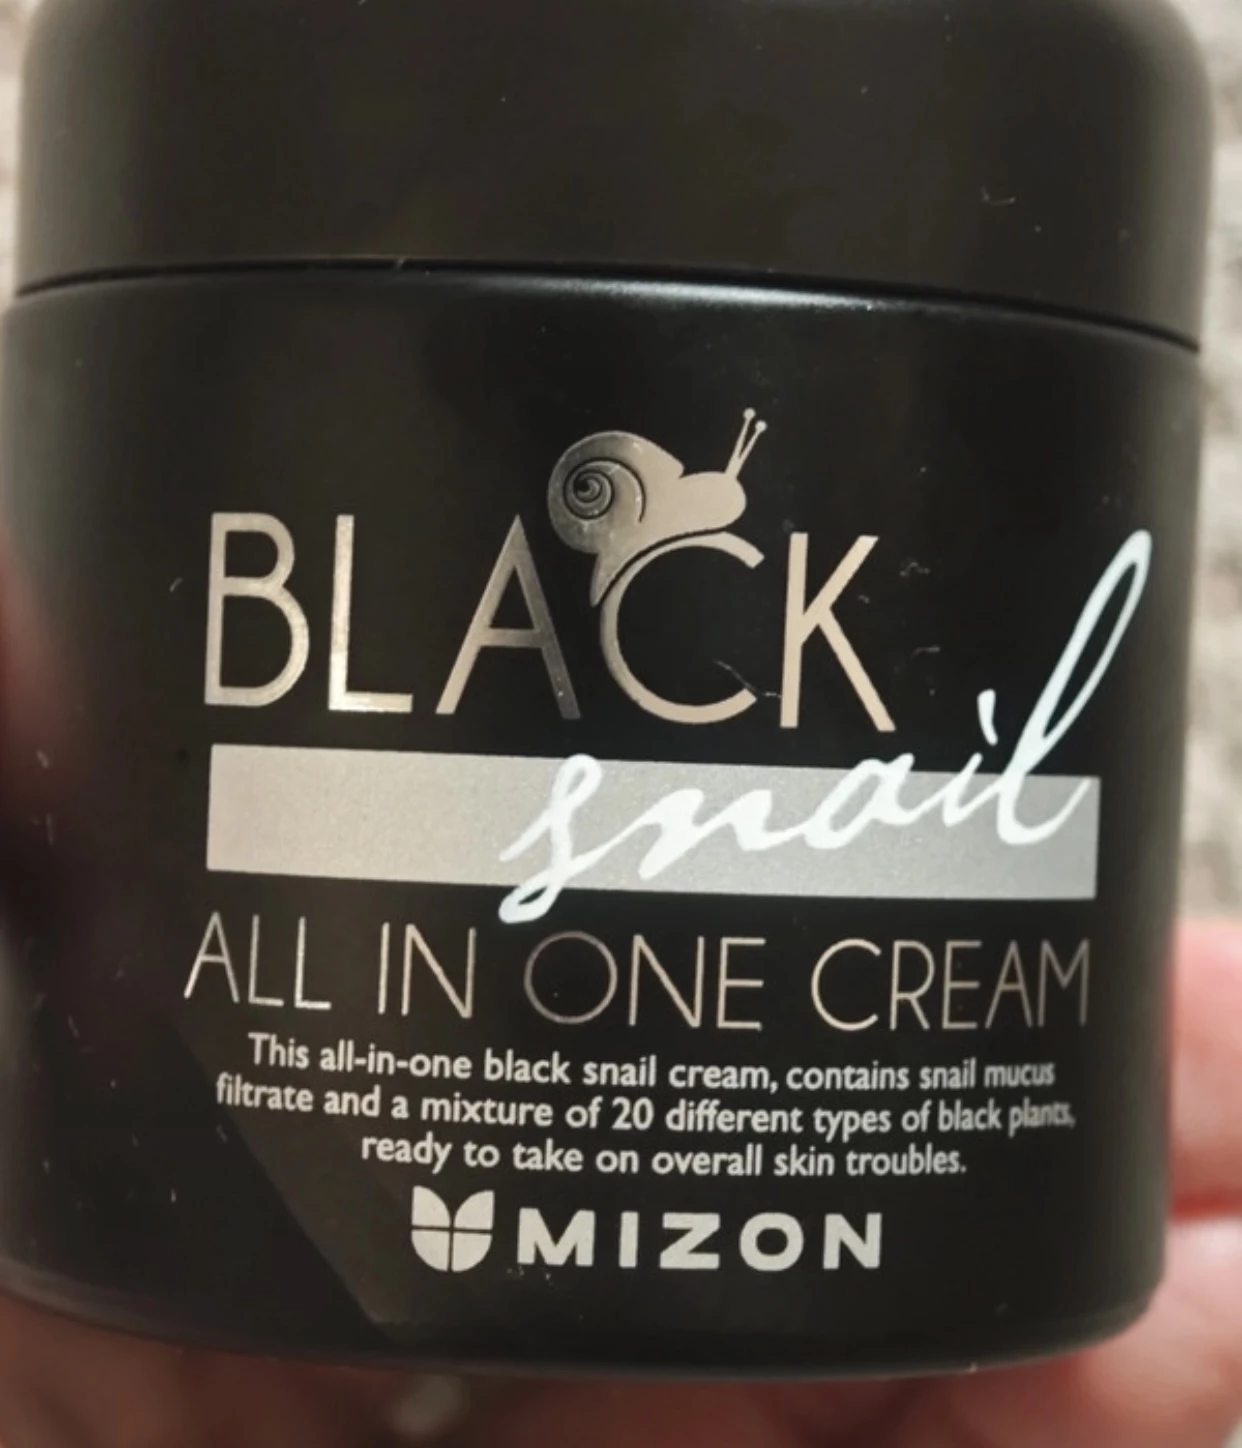 BLACK
snail
ALL IN ONE CREAM
This all-in-one black snail cream, contains snail mucus
filtrate and a mixture of 20 different types of black plants,
ready to take on overall skin troubles.
MIZON